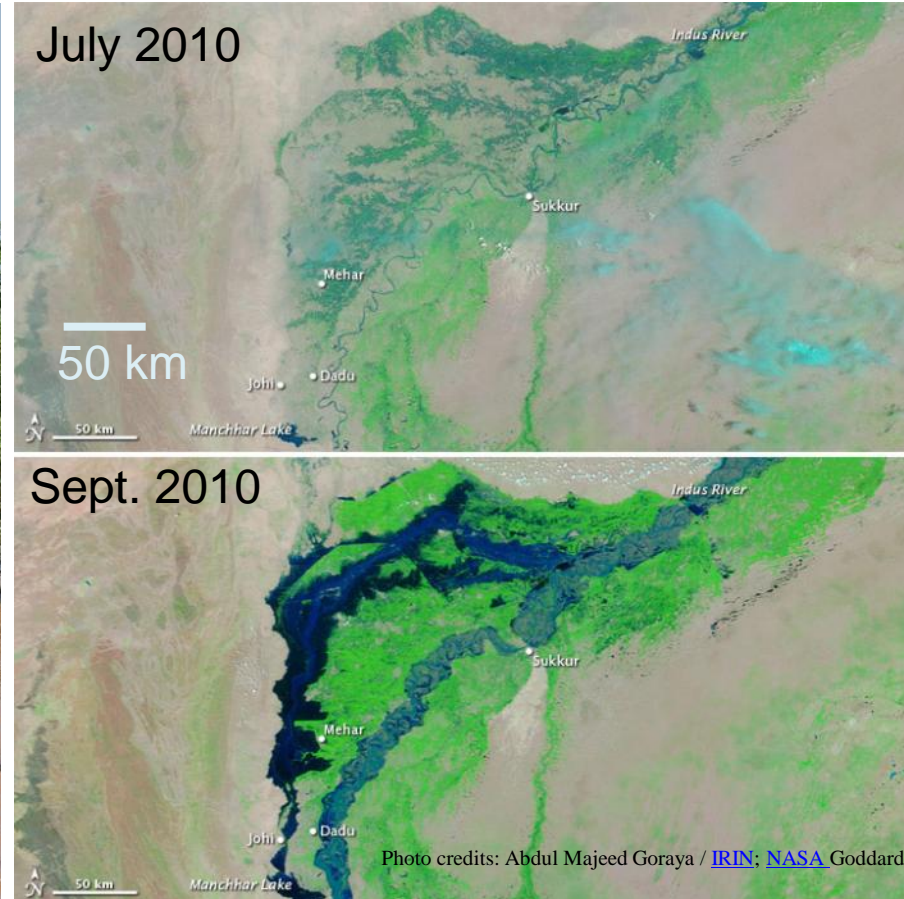 July 2010
Indus River
Sukkur
Mehar
50 km
Johi
Dadu
Manchhar Lake
N
50 km
Sept. 2010
Indus River
Sukkur
Mehar
Johi
Dadu
Photo credits: Abdul Majeed Goraya / IRIN; NASA Goddard
Manchhar Lake
N
50 km